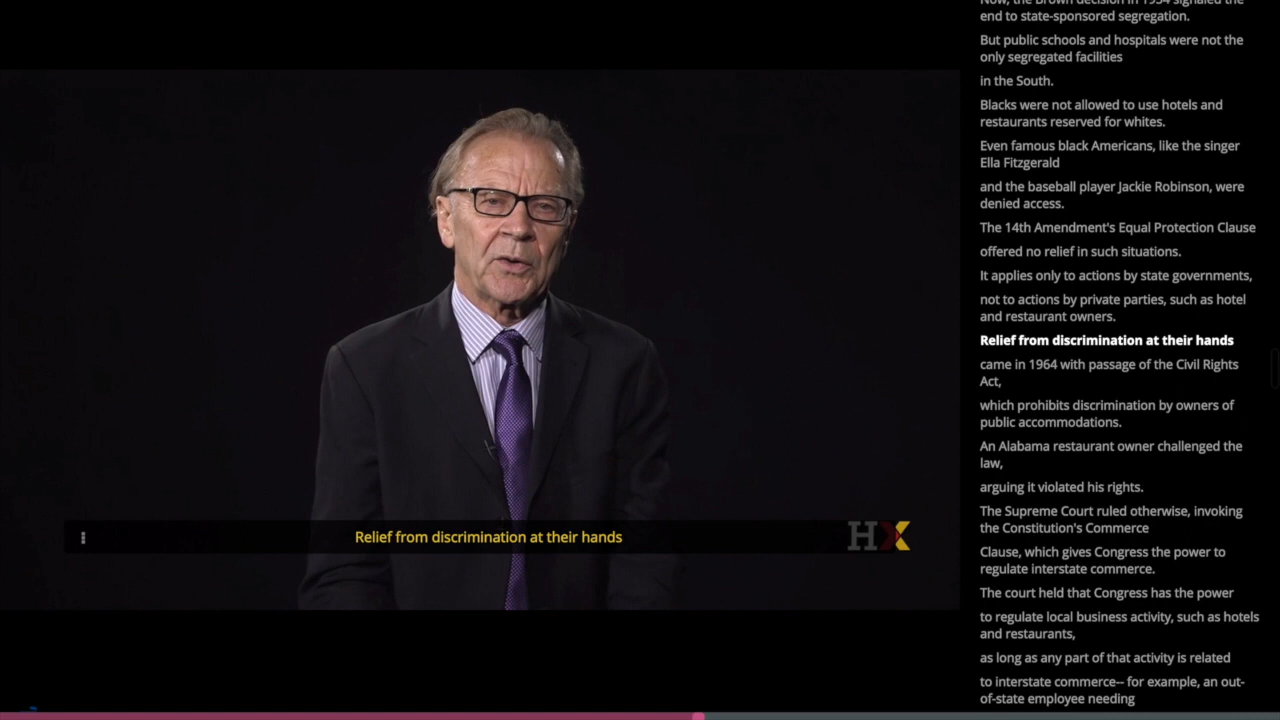 Now, the Brown decision in 1954 signaled the
end to state-sponsored segregation.
But public schools and hospitals were not the
only segregated facilities
in the South.
Blacks were not allowed to use hotels and
restaurants reserved for whites.
Even famous black Americans, like the singer
Ella Fitzgerald
and the baseball player Jackie Robinson, were
denied access.
The 14th Amendment's Equal Protection Clause
offered no relief in such situations.
It applies only to actions by state governments,
not to actions by private parties, such as hotel
and restaurant owners.
Relief from discrimination at their hands
came in 1964 with passage of the Civil Rights
Act,
which prohibits discrimination by owners of
public accommodations.
An Alabama restaurant owner challenged the
law,
arguing it violated his rights.
The Supreme Court ruled otherwise, invoking
the Constitution's Commerce
Clause, which gives Congress the power to
regulate interstate commerce.
The court held that Congress has the power
to regulate local business activity, such as hotels
and restaurants,
as long as any part of that activity is related
to interstate commerce-- for example, an out-
of-state employee needing
Relief from discrimination at their hands
HX